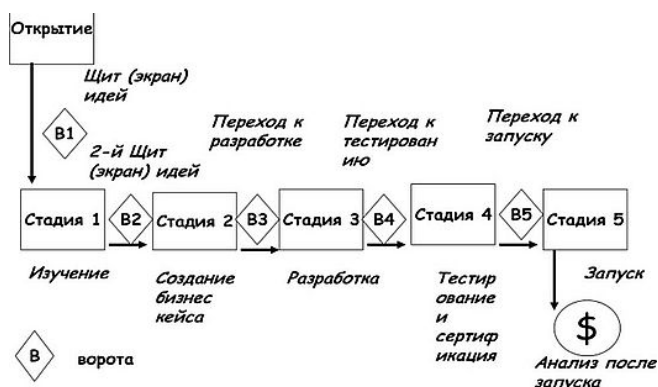 Открытие
Щит (экран)
идей
В1
2-й Щит
(экран) идей
Переход к
разработке
Переход к
тестирован
ию
Переход к
запуску
Стадия 1
В2
Стадия 2
В3
Стадия 3
В4
Стадия 4
В5
Стадия 5
Изучение
Создание
бизнес
кейса
Разработка
Тестир
ование
и
сертиф
икация
Запуск
$
Анализ после
запуска
В
ворота